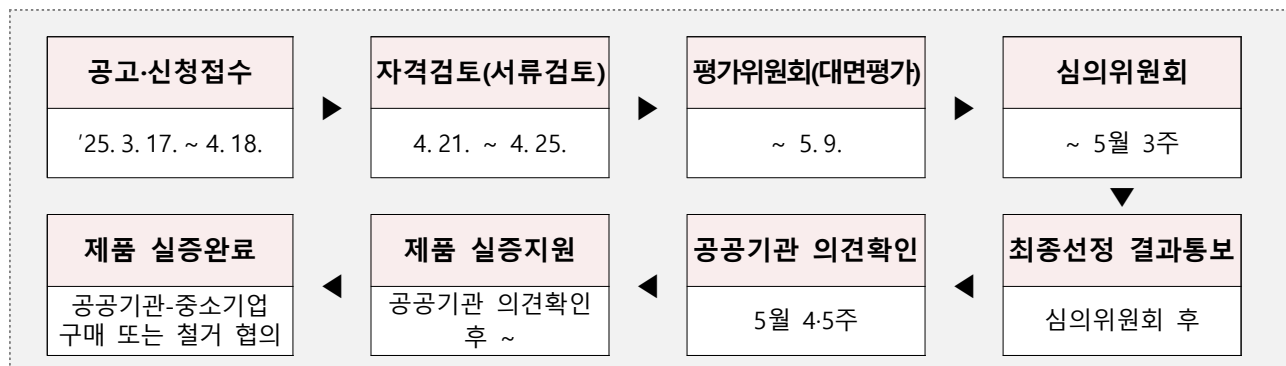 공고·신청접수
'25. 3. 17. ~ 4. 18.
▶
자격검토(서류검토)
4. 21. ~ 4. 25.
▶
평가위원회(대면평가)
~ 5. 9.
▶
심의위원회
~ 5월 3주
▼
최종선정 결과통보
심의위원회 후
◀
공공기관 의견확인
5월 4·5주
◀
제품 실증지원
공공기관 의견확인
후 ~
◀
제품 실증완료
공공기관-중소기업
구매 또는 철거 협의